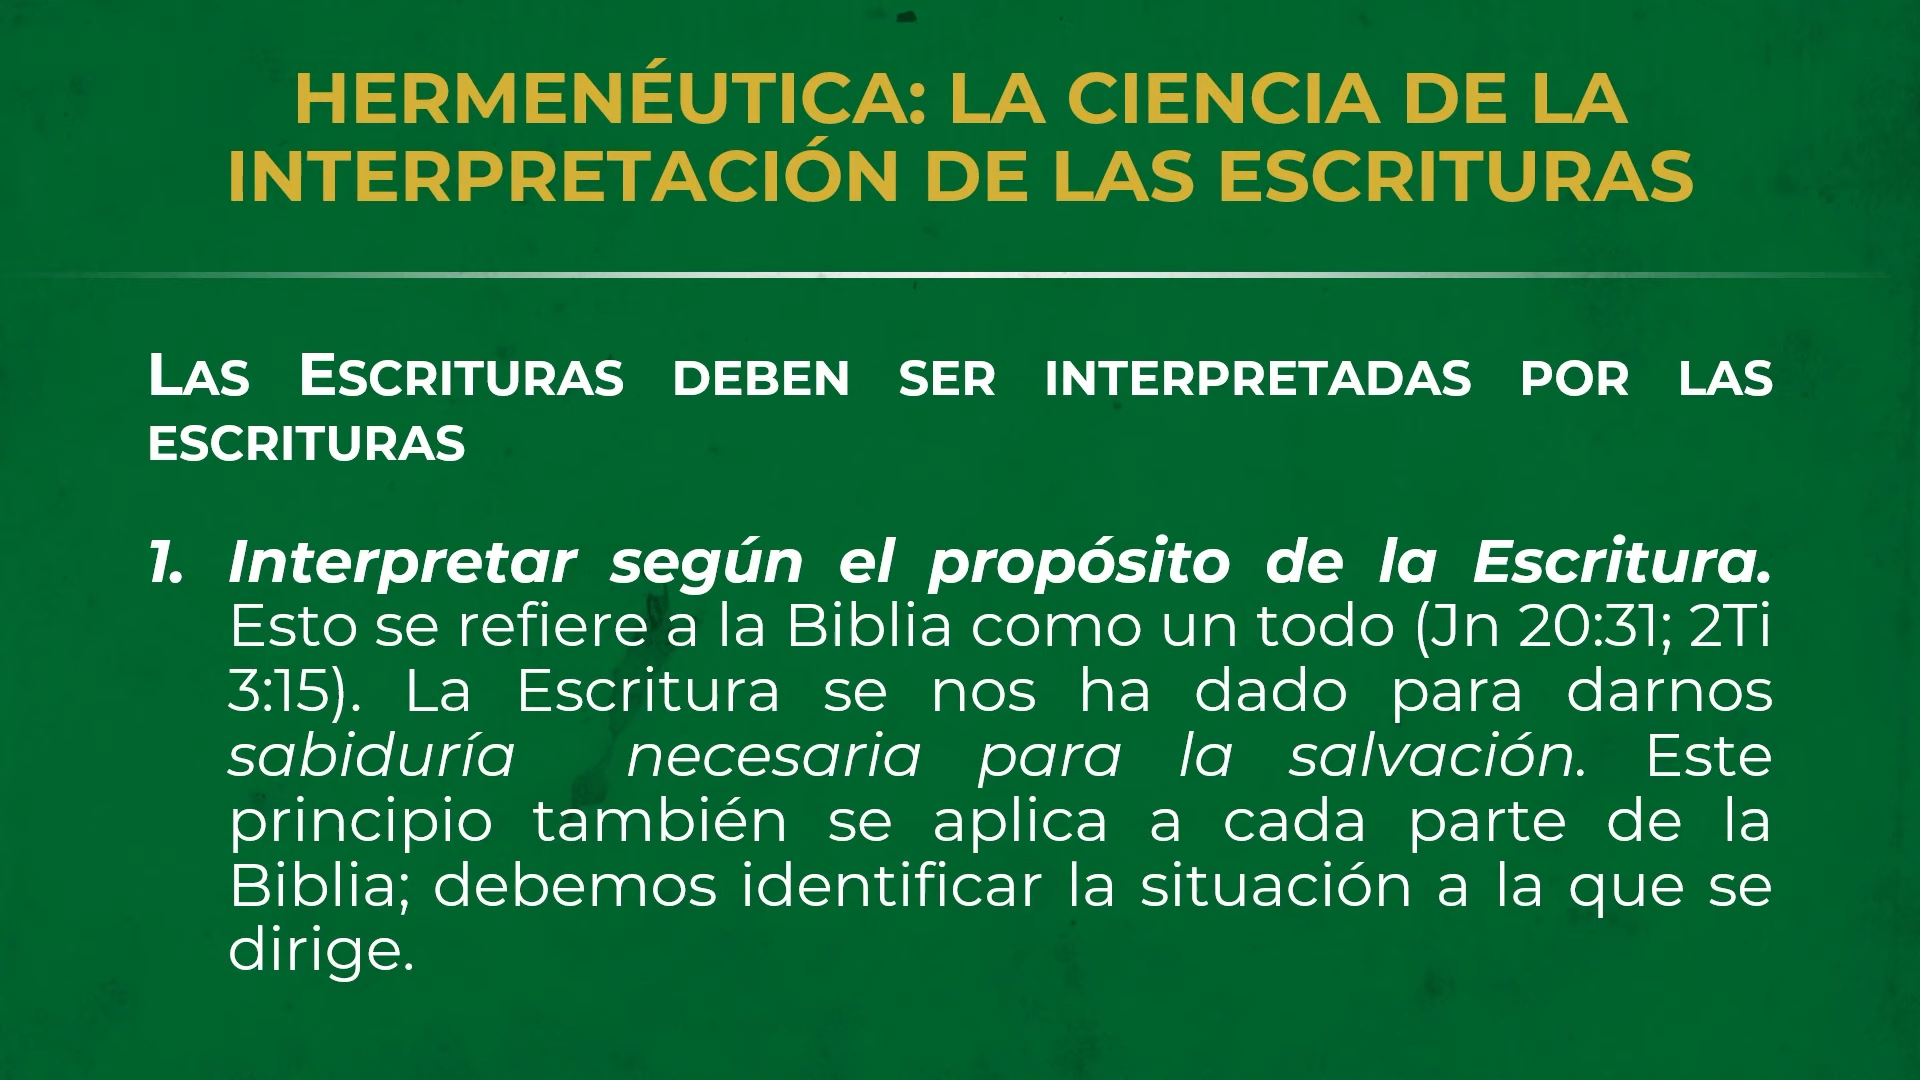 HERMENÉUTICA: LA CIENCIA DE LA
INTERPRETACIÓN DE LAS ESCRITURAS
LAS ESCRITURAS DEBEN SER INTERPRETADAS POR LAS
ESCRITURAS
1. Interpretar según el propósito de la Escritura.
Esto se refiere a la Biblia como un todo (Jn 20:31; 2Ti
3:15). La Escritura se nos ha dado para darnos
sabiduría necesaria para la salvación. Este
principio también se aplica a cada parte de la
Biblia; debemos identificar la situación a la que se
dirige.